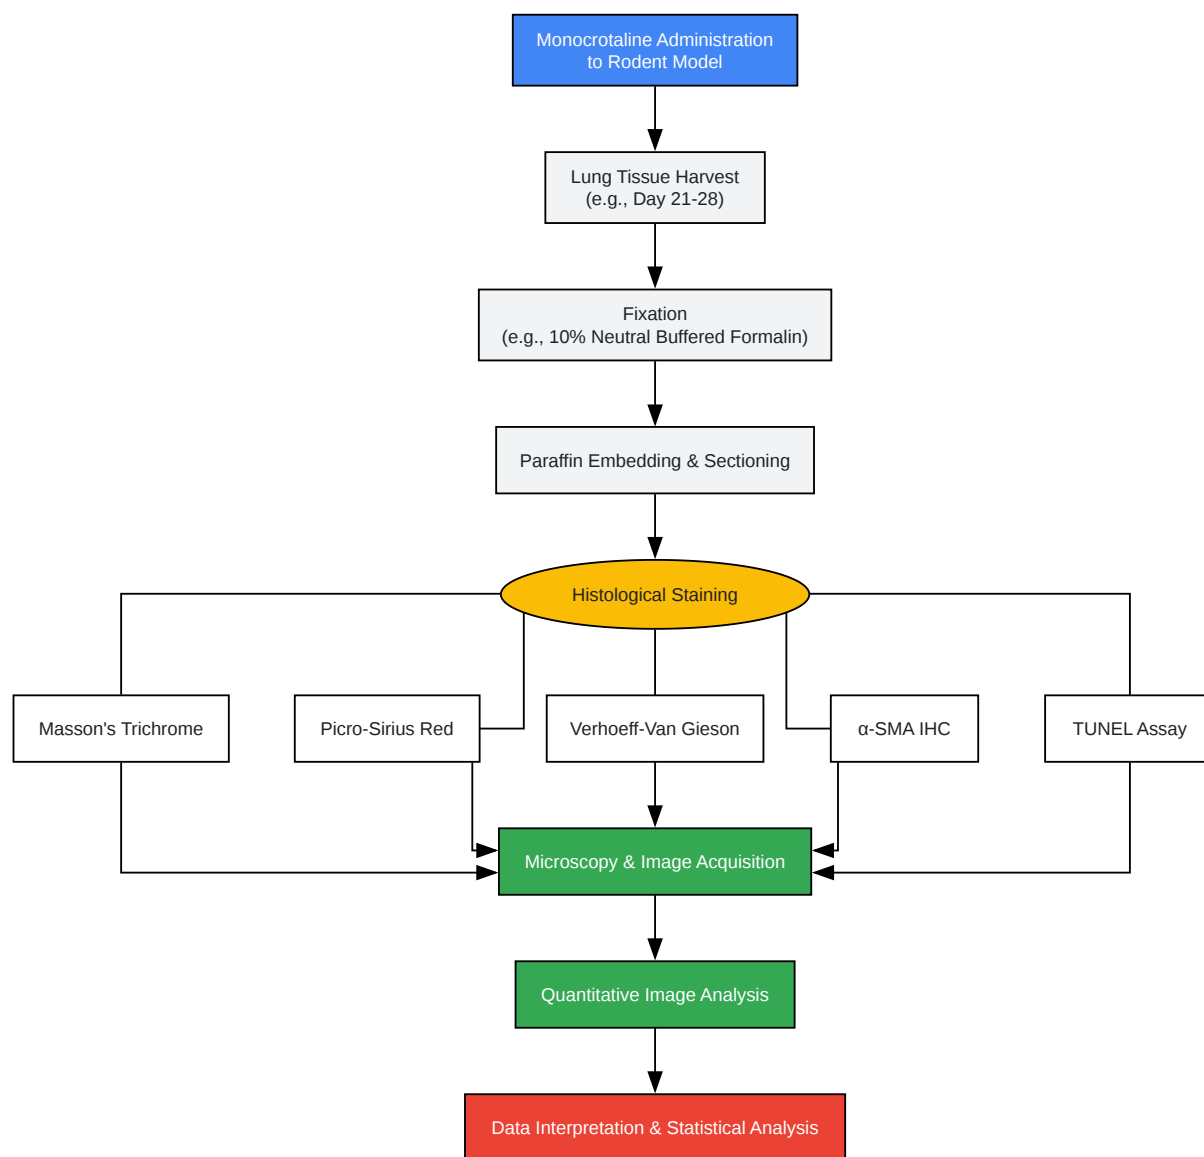 Monocrotaline Administration
to Rodent Model
Lung Tissue Harvest
(e.g., Day 21-28)
Fixation
(e.g., 10% Neutral Buffered Formalin)
Paraffin Embedding & Sectioning
Histological Staining
Masson's Trichrome
Picro-Sirius Red
Verhoeff-Van Gieson
α-SMA IHC
TUNEL Assay
Microscopy & Image Acquisition
Quantitative Image Analysis
Data Interpretation & Statistical Analysis